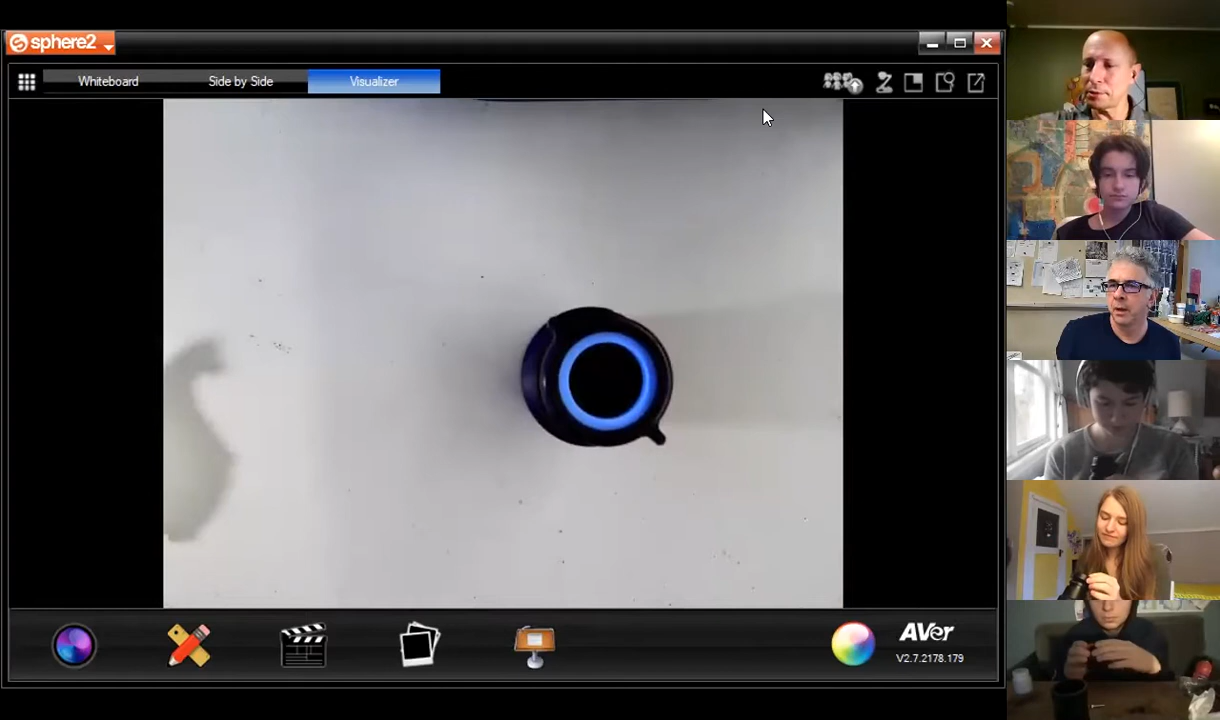 sphere2
Whiteboard
Side by Side
Visualizer
AVer
V2.7.2178.179